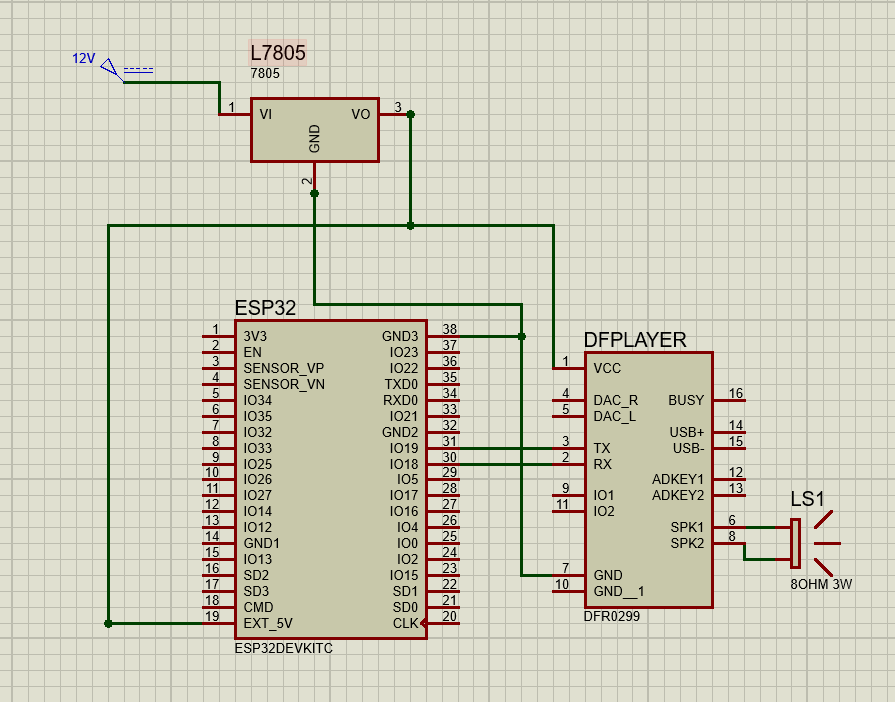 12V
L7805
7805
1 VI VO 3
GND
2
ESP32
1 3V3 GND3 38
2 EN IO23 37
3 SENSOR_VP IO22 36
4 SENSOR_VN TXD0 35
5 IO34 RXD0 34
6 IO35 IO21 33
7 IO32 GND2 32
8 IO33 IO19 31
9 IO25 IO18 30
10 IO26 IO5 29
11 IO27 IO17 28
12 IO14 IO16 27
13 IO12 IO4 26
14 GND1 IO0 25
15 IO13 IO2 24
16 SD2 IO15 23
17 SD3 SD1 22
18 CMD SD0 21
19 EXT_5V CLK 20
ESP32DEVKITC
DFPLAYER
1 VCC
4 DAC_R BUSY 16
5 DAC_L
USB+ 14
3 TX USB- 15
2 RX
ADKEY1 12
9 IO1 ADKEY2 13
11 IO2
SPK1 6
SPK2 8
7 GND
10 GND__1
DFR0299
LS1
8OHM 3W